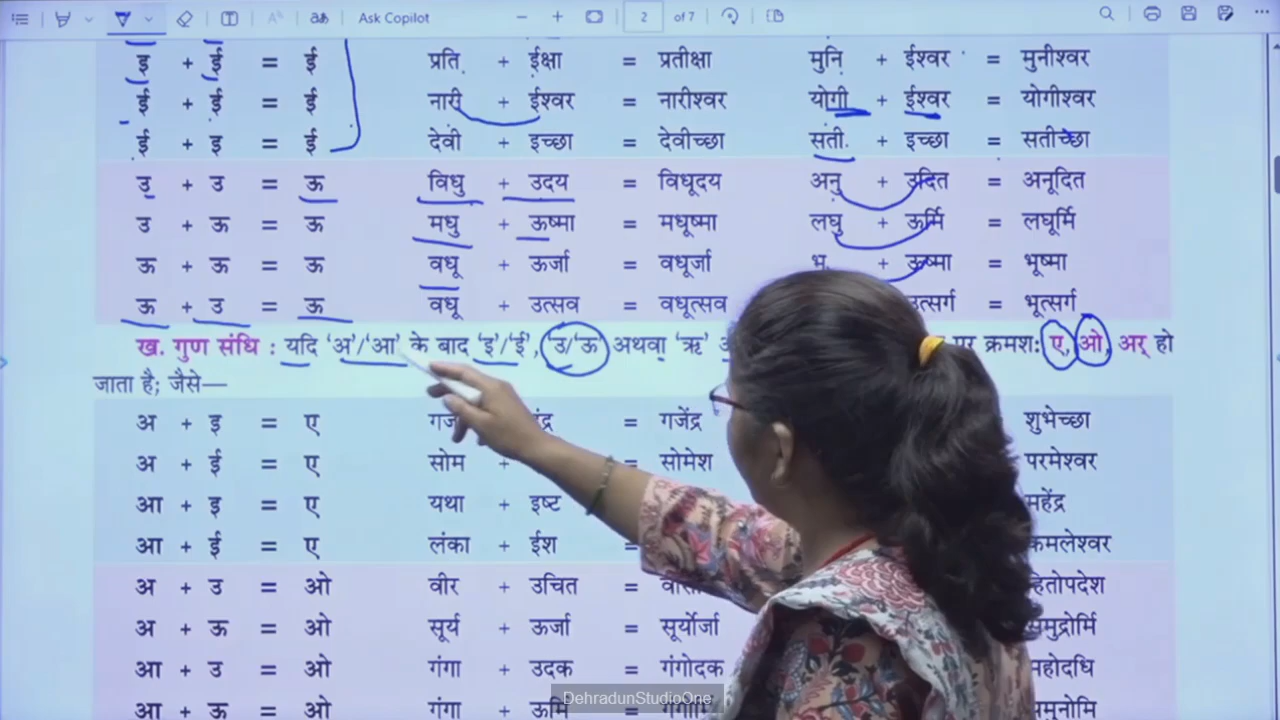 Ask Copilot
2 of 7
इ + ई = ई प्रति + ईक्षा = प्रतीक्षा मुनि + ईश्वर = मुनीश्वर
ई + ई = ई नारी + ईश्वर = नारीश्वर योगी + ईश्वर = योगीश्वर
ई + इ = ई देवी + इच्छा = देवीच्छा सती + इच्छा = सतीच्छा
उ + उ = ऊ विधु + उदय = विधूदय अनु + उदित = अनूदित
उ + ऊ = ऊ मधु + ऊष्मा = मधूष्मा लघु + ऊर्मि = लघूर्मि
ऊ + ऊ = ऊ वधू + ऊर्जा = वधूर्जा + ऊष्मा = भूष्मा
ऊ + उ = ऊ वधू + उत्सव = वधूत्सव उत्सर्ग = भूत्सर्ग
ख. गुण संधि : यदि ‘अ’/‘आ’ के बाद ‘इ’/‘ई’, ‘उ/‘ऊ अथवा ‘ऋ’ पर क्रमश: ए, ओ, अर् हो
जाता है; जैसे—
अ + इ = ए = गजेंद्र शुभेच्छा
अ + ई = ए सोम + = सोमेश परमेश्वर
आ + इ = ए यथा + इष्ट महेंद्र
आ + ई = ए लंका + ईश कमलेश्वर
अ + उ = ओ वीर + उचित = हितोपदेश
अ + ऊ = ओ सूर्य + ऊर्जा = सूर्योर्जा समुद्रोर्मि
आ + उ = ओ गंगा + उदक = गंगोदक महोदधि
आ + ऊ = ओ गंगा + ऊर्मि =
DehradunStudioOne